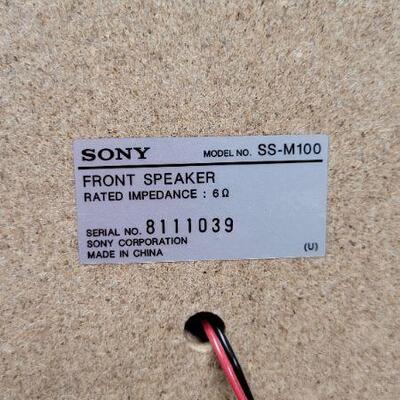 SONY MODEL NO. SS-M100
FRONT SPEAKER
RATED IMPEDANCE : 6Ω
SERIAL NO. 8111039
SONY CORPORATION
MADE IN CHINA (U)